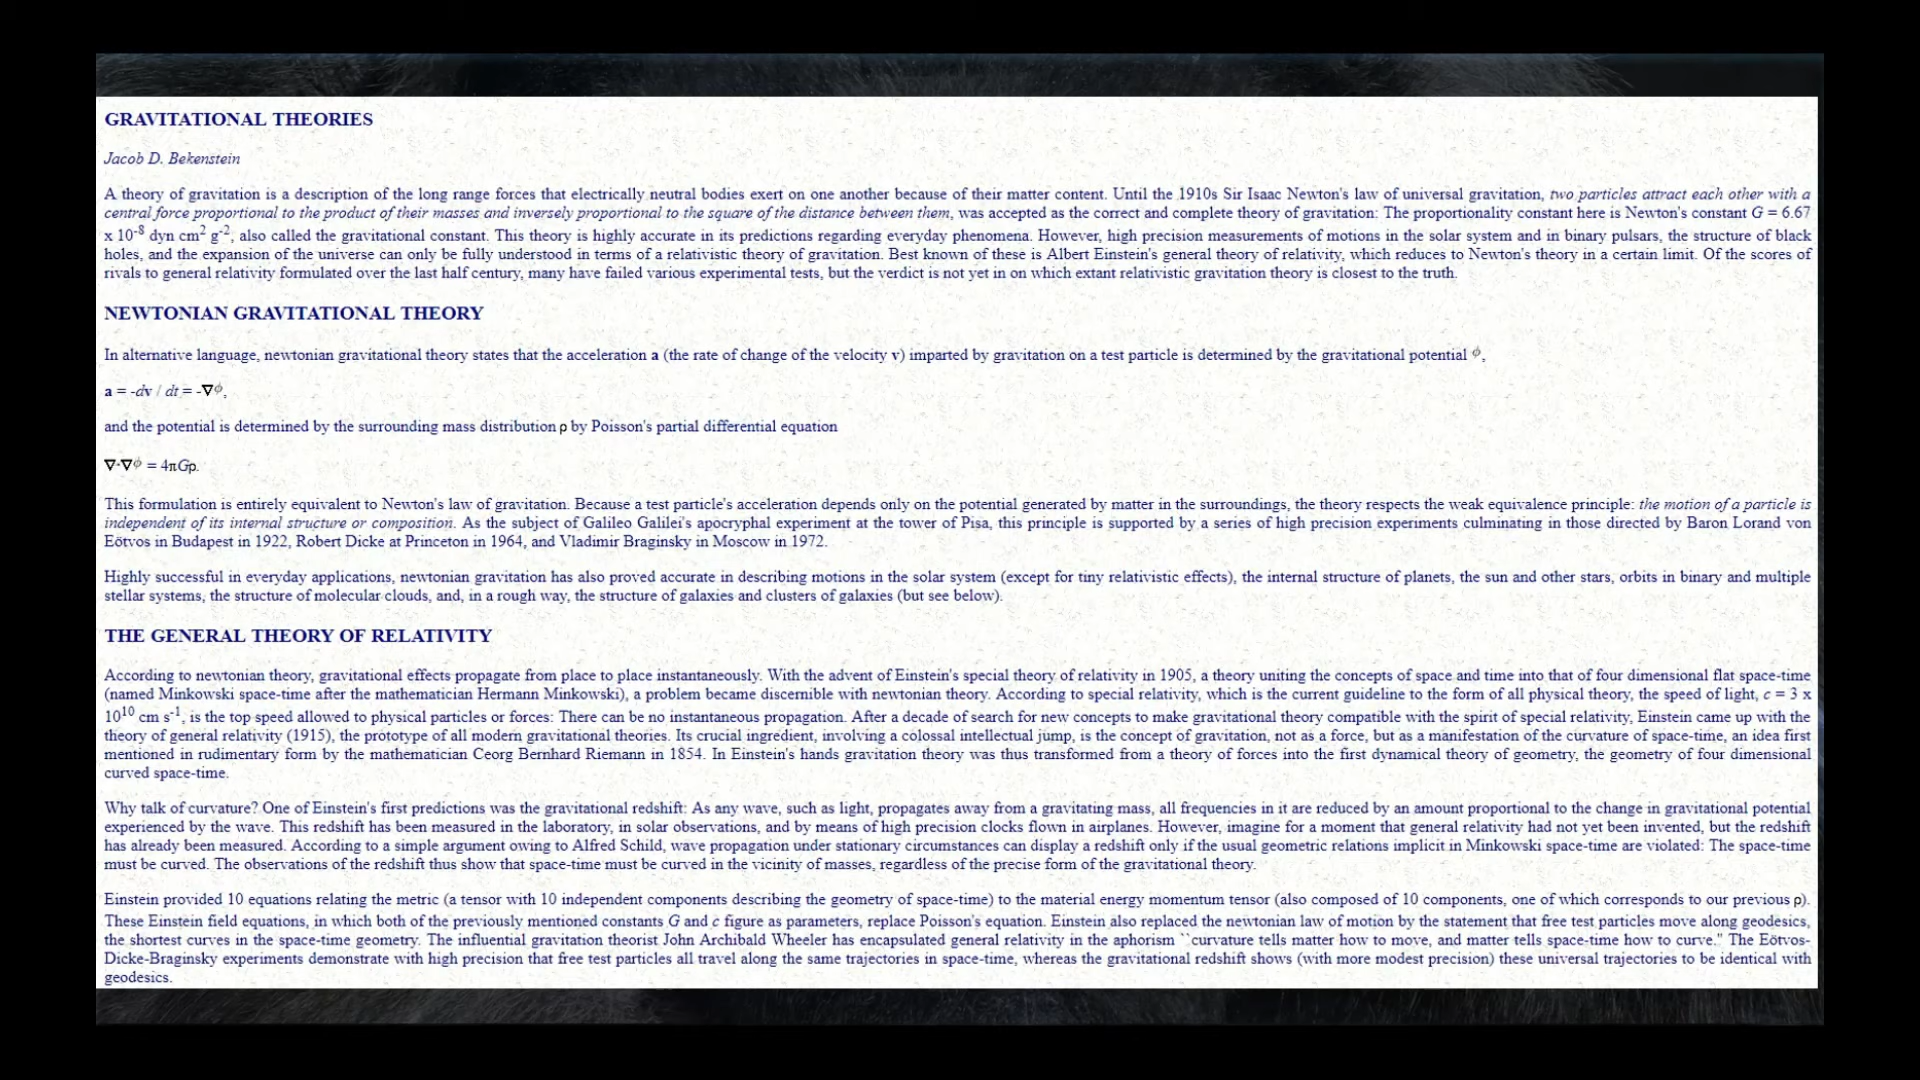 GRAVITATIONAL THEORIES
Jacob D. Bekenstein
A theory of gravitation is a description of the long range forces that electrically neutral bodies exert on one another because of their matter content. Until the 1910s Sir Isaac Newton's law of universal gravitation, two particles attract each other with a
central force proportional to the product of their masses and inversely proportional to the square of the distance between them, was accepted as the correct and complete theory of gravitation: The proportionality constant here is Newton's constant G = 6.67
x 10⁻⁸ dyn cm² g⁻², also called the gravitational constant. This theory is highly accurate in its predictions regarding everyday phenomena. However, high precision measurements of motions in the solar system and in binary pulsars, the structure of black
holes, and the expansion of the universe can only be fully understood in terms of a relativistic theory of gravitation. Best known of these is Albert Einstein's general theory of relativity, which reduces to Newton's theory in a certain limit. Of the scores of
rivals to general relativity formulated over the last half century, many have failed various experimental tests, but the verdict is not yet in on which extant relativistic gravitation theory is closest to the truth.
NEWTONIAN GRAVITATIONAL THEORY
In alternative language, newtonian gravitational theory states that the acceleration a (the rate of change of the velocity v) imparted by gravitation on a test particle is determined by the gravitational potential ϕ,
a = -dv / dt = -∇ϕ,
and the potential is determined by the surrounding mass distribution ρ by Poisson's partial differential equation
∇·∇ϕ = 4πGρ.
This formulation is entirely equivalent to Newton's law of gravitation. Because a test particle's acceleration depends only on the potential generated by matter in the surroundings, the theory respects the weak equivalence principle: the motion of a particle is
independent of its internal structure or composition. As the subject of Galileo Galilei's apocryphal experiment at the tower of Pisa, this principle is supported by a series of high precision experiments culminating in those directed by Baron Lorand von
Eötvos in Budapest in 1922, Robert Dicke at Princeton in 1964, and Vladimir Braginsky in Moscow in 1972.
Highly successful in everyday applications, newtonian gravitation has also proved accurate in describing motions in the solar system (except for tiny relativistic effects), the internal structure of planets, the sun and other stars, orbits in binary and multiple
stellar systems, the structure of molecular clouds, and, in a rough way, the structure of galaxies and clusters of galaxies (but see below).
THE GENERAL THEORY OF RELATIVITY
According to newtonian theory, gravitational effects propagate from place to place instantaneously. With the advent of Einstein's special theory of relativity in 1905, a theory uniting the concepts of space and time into that of four dimensional flat space-time
(named Minkowski space-time after the mathematician Hermann Minkowski), a problem became discernible with newtonian theory. According to special relativity, which is the current guideline to the form of all physical theory, the speed of light, c = 3 x
10¹⁰ cm s⁻¹, is the top speed allowed to physical particles or forces: There can be no instantaneous propagation. After a decade of search for new concepts to make gravitational theory compatible with the spirit of special relativity, Einstein came up with the
theory of general relativity (1915), the prototype of all modern gravitational theories. Its crucial ingredient, involving a colossal intellectual jump, is the concept of gravitation, not as a force, but as a manifestation of the curvature of space-time, an idea first
mentioned in rudimentary form by the mathematician Ceorg Bernhard Riemann in 1854. In Einstein's hands gravitation theory was thus transformed from a theory of forces into the first dynamical theory of geometry, the geometry of four dimensional
curved space-time.
Why talk of curvature? One of Einstein's first predictions was the gravitational redshift: As any wave, such as light, propagates away from a gravitating mass, all frequencies in it are reduced by an amount proportional to the change in gravitational potential
experienced by the wave. This redshift has been measured in the laboratory, in solar observations, and by means of high precision clocks flown in airplanes. However, imagine for a moment that general relativity had not yet been invented, but the redshift
has already been measured. According to a simple argument owing to Alfred Schild, wave propagation under stationary circumstances can display a redshift only if the usual geometric relations implicit in Minkowski space-time are violated: The space-time
must be curved. The observations of the redshift thus show that space-time must be curved in the vicinity of masses, regardless of the precise form of the gravitational theory.
Einstein provided 10 equations relating the metric (a tensor with 10 independent components describing the geometry of space-time) to the material energy momentum tensor (also composed of 10 components, one of which corresponds to our previous ρ).
These Einstein field equations, in which both of the previously mentioned constants G and c figure as parameters, replace Poisson's equation. Einstein also replaced the newtonian law of motion by the statement that free test particles move along geodesics,
the shortest curves in the space-time geometry. The influential gravitation theorist John Archibald Wheeler has encapsulated general relativity in the aphorism ``curvature tells matter how to move, and matter tells space-time how to curve.'' The Eötvos-
Dicke-Braginsky experiments demonstrate with high precision that free test particles all travel along the same trajectories in space-time, whereas the gravitational redshift shows (with more modest precision) these universal trajectories to be identical with
geodesics.